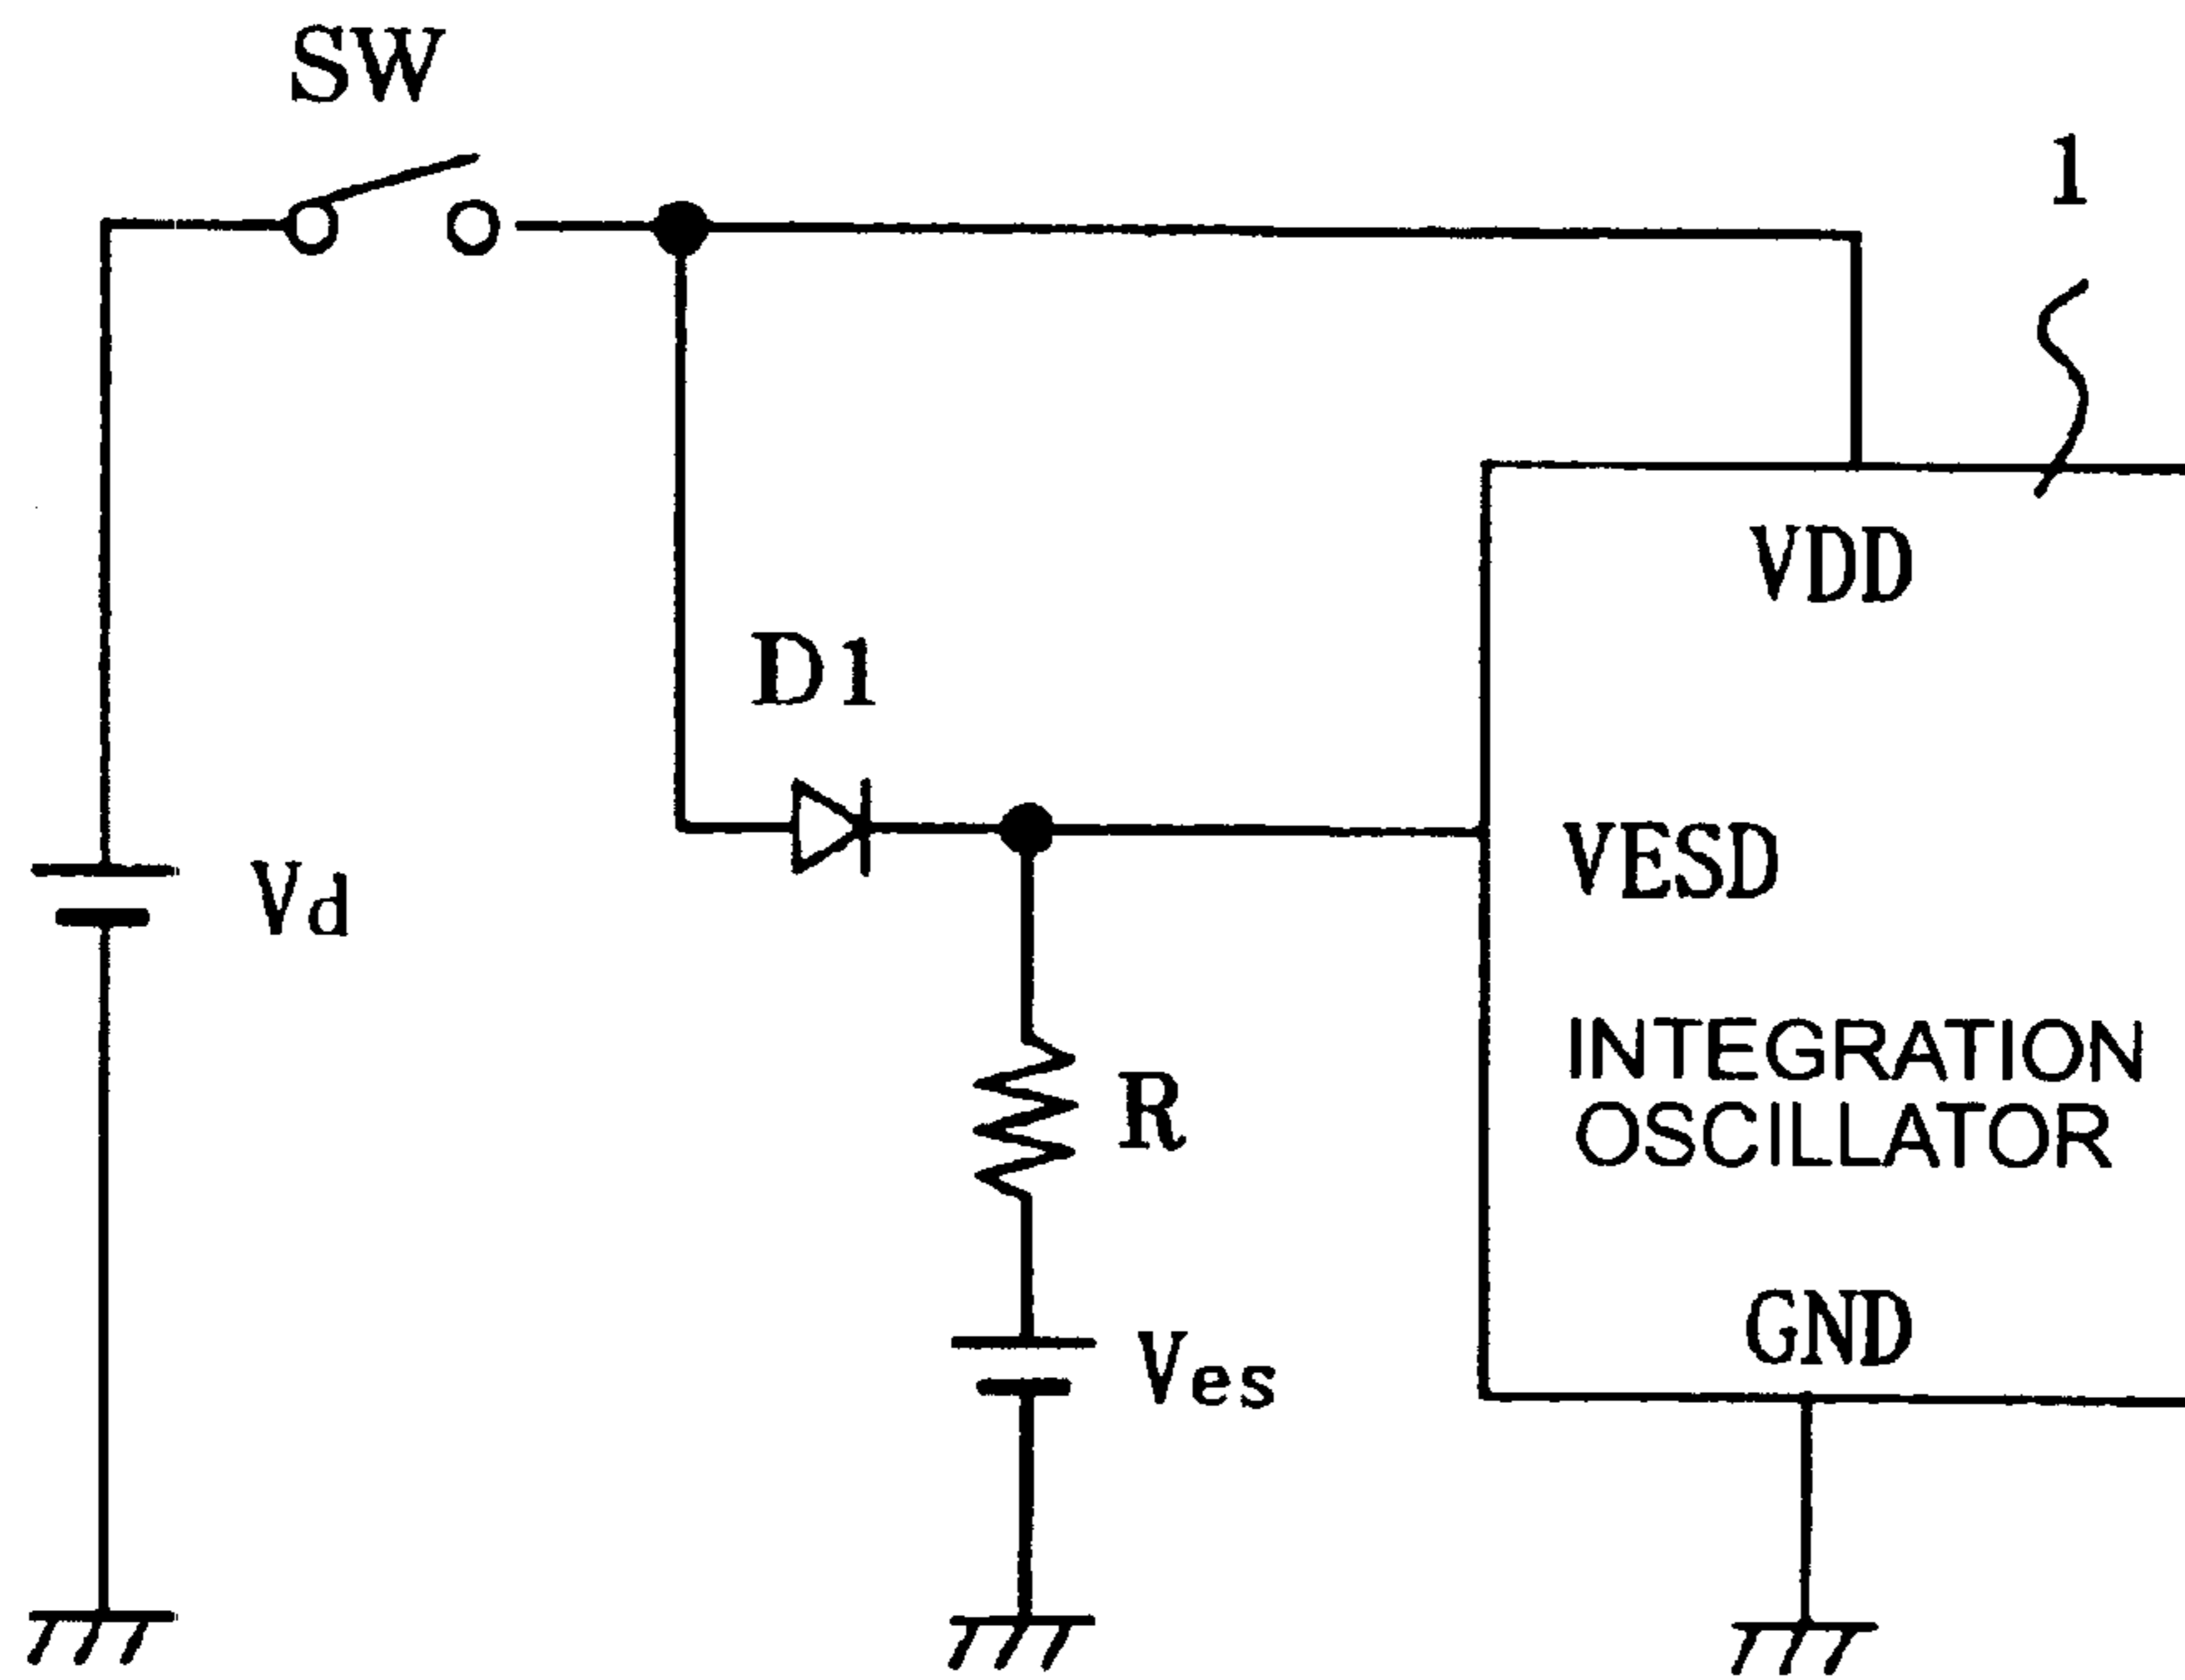 SW
1
VDD
D1
VESD
Vd
INTEGRATION
OSCILLATOR
R
GND
Ves